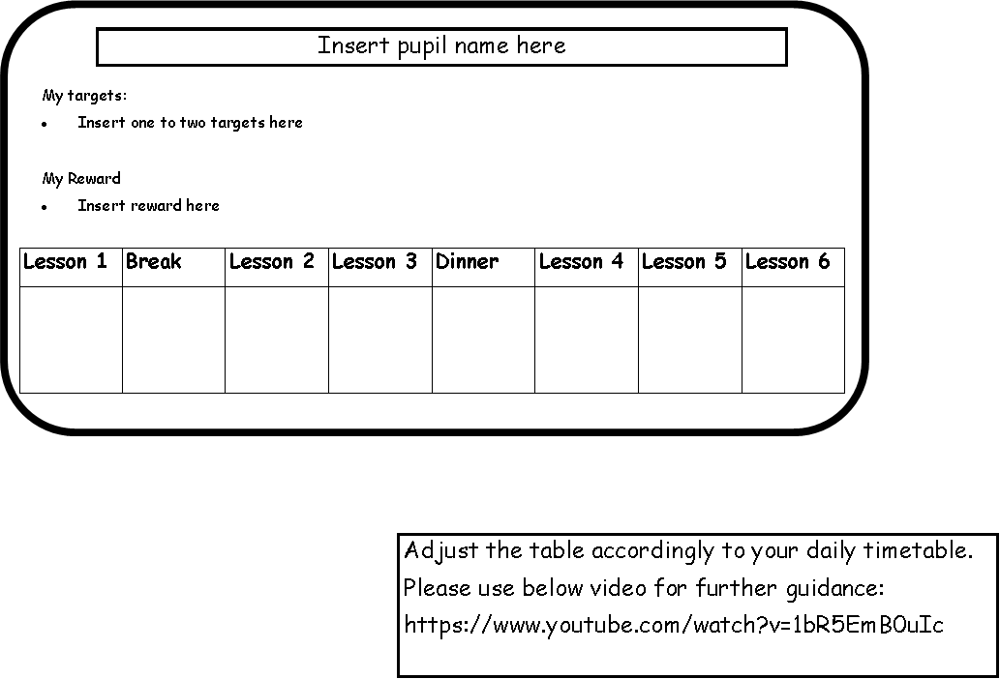 Insert pupil name here
My targets:
• Insert one to two targets here
My Reward
• Insert reward here
Lesson 1 Break Lesson 2 Lesson 3 Dinner Lesson 4 Lesson 5 Lesson 6
Adjust the table accordingly to your daily timetable.
Please use below video for further guidance:
https://www.youtube.com/watch?v=1bR5EmB0uIc